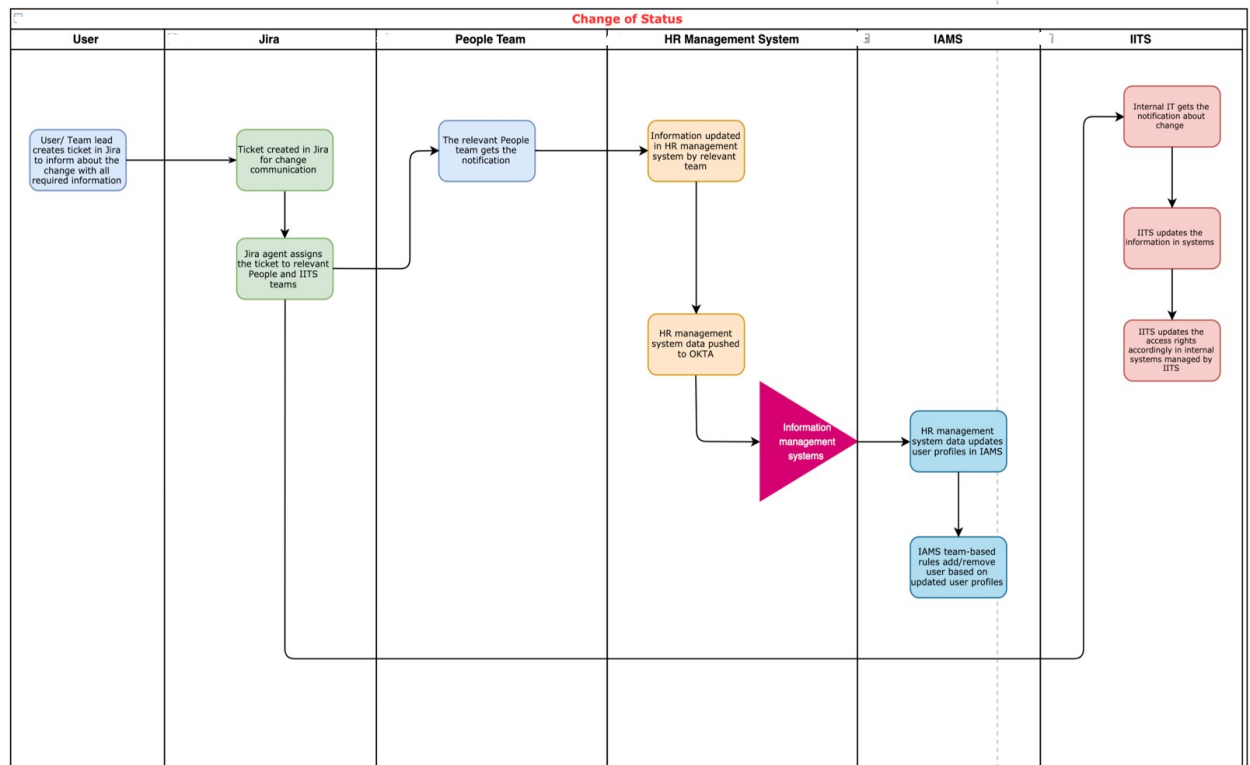 Change of Status
User
Jira
People Team
HR Management System
IAMS
IITS
User/ Team lead
creates ticket in Jira
to inform about the
change with all
required information
Ticket created in Jira
for change
communication
Jira agent assigns
the ticket to relevant
People and IITS
teams
The relevant People
team gets the
notification
Information updated
in HR management
system by relevant
team
HR management
system data pushed
to OKTA
Information
management
systems
HR management
system data updates
user profiles in IAMS
IAMS team-based
rules add/remove
user based on
updated user profiles
Internal IT gets the
notification about
change
IITS updates the
information in systems
IITS updates the
access rights
accordingly in internal
systems managed by
IITS